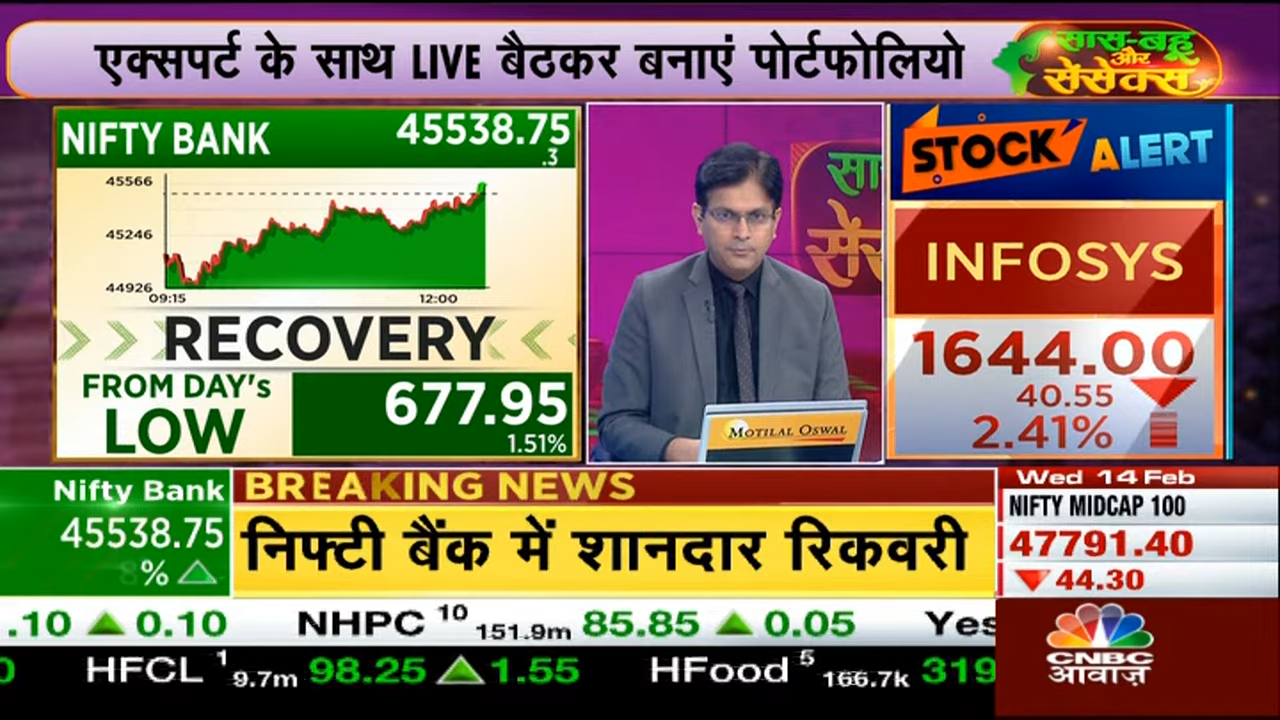 एक्सपर्ट के साथ LIVE बैठकर बनाएं पोर्टफोलियो
सास-बहू
और
सेंसेक्स
NIFTY BANK
45538.75
.3
45566
45246
44926
09:15
12:00
RECOVERY
FROM DAY's
LOW
677.95
1.51%
सा
सें
MOTILAL OSWAL
STOCK ALERT
INFOSYS
1644.00
40.55
2.41%
Nifty Bank
45538.75
%
BREAKING NEWS
निफ्टी बैंक में शानदार रिकवरी
Wed 14 Feb
NIFTY MIDCAP 100
47791.40
44.30
.10 0.10 NHPC 10 151.9m 85.85 0.05 Yes
0 HFCL 1 9.7m 98.25 1.55 HFood 5 166.7k 319
CNBC
आवाज़